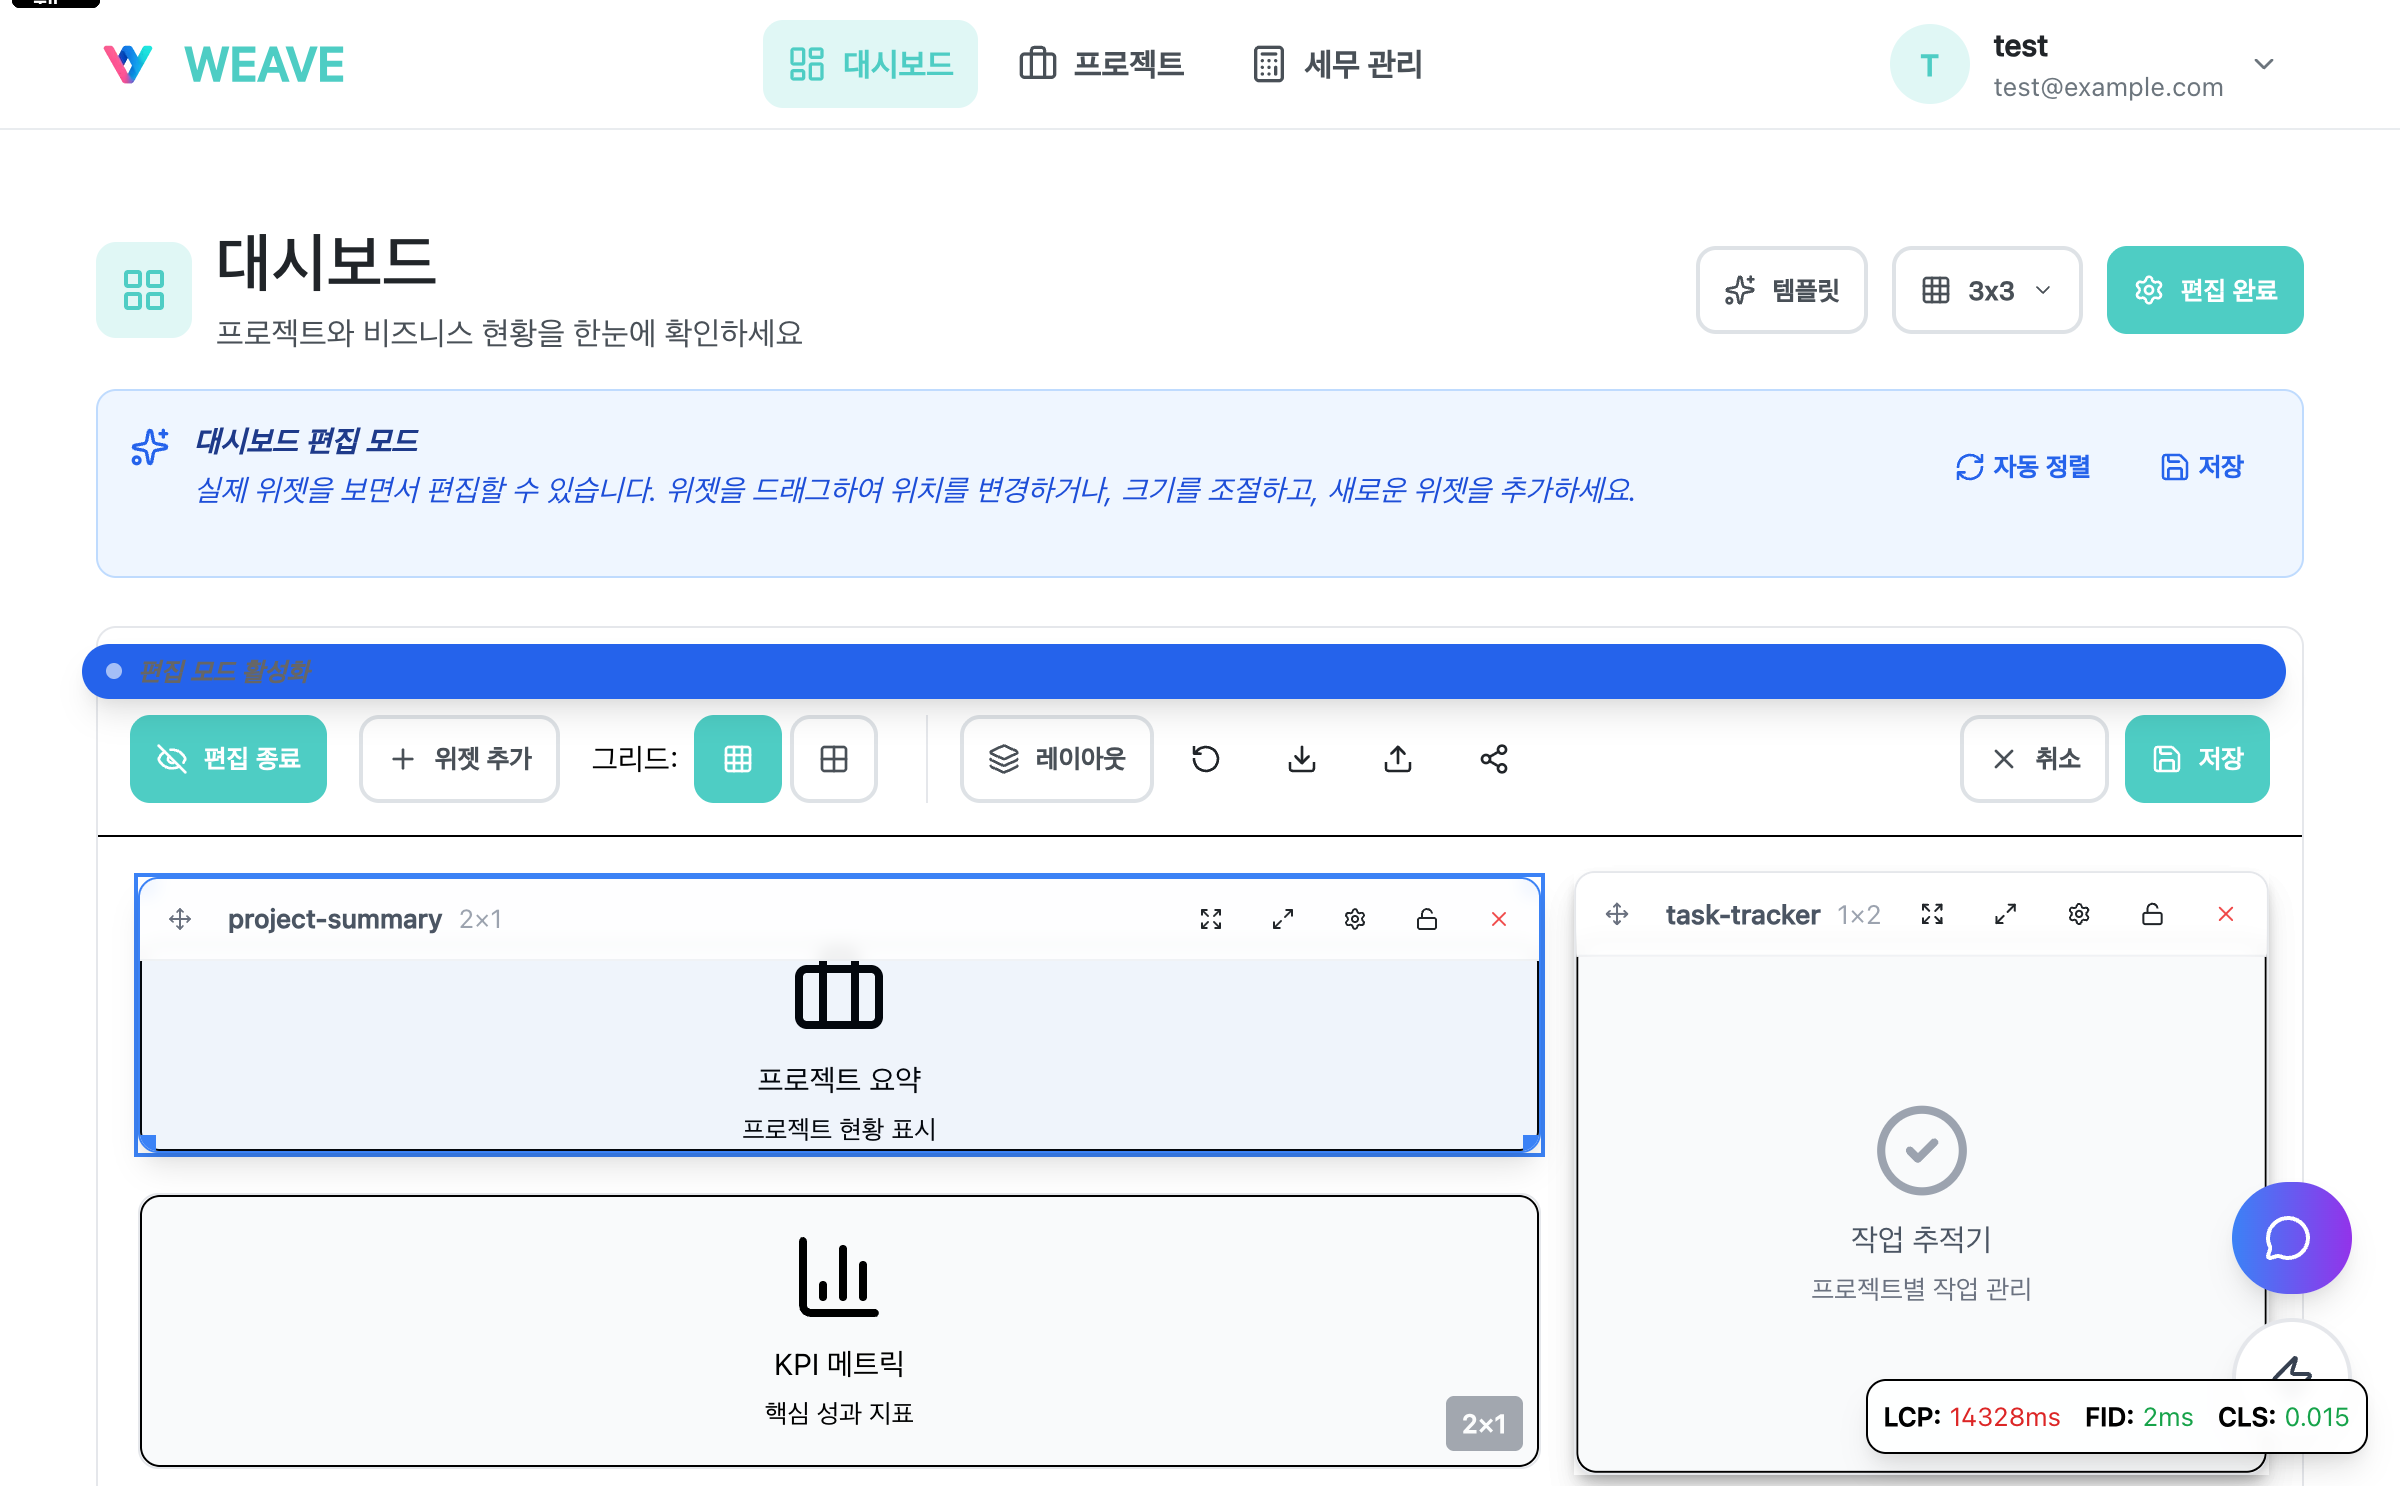 WEAVE
대시보드
프로젝트
세무 관리
T
test
test@example.com
대시보드
프로젝트와 비즈니스 현황을 한눈에 확인하세요
템플릿
3x3
편집 완료
대시보드 편집 모드
실제 위젯을 보면서 편집할 수 있습니다. 위젯을 드래그하여 위치를 변경하거나, 크기를 조절하고, 새로운 위젯을 추가하세요.
자동 정렬
저장
편집 모드 활성화
편집 종료
위젯 추가
그리드:
레이아웃
취소
저장
project-summary 2×1
프로젝트 요약
프로젝트 현황 표시
task-tracker 1×2
작업 추적기
프로젝트별 작업 관리
KPI 메트릭
핵심 성과 지표
2×1
LCP: 14328ms FID: 2ms CLS: 0.015